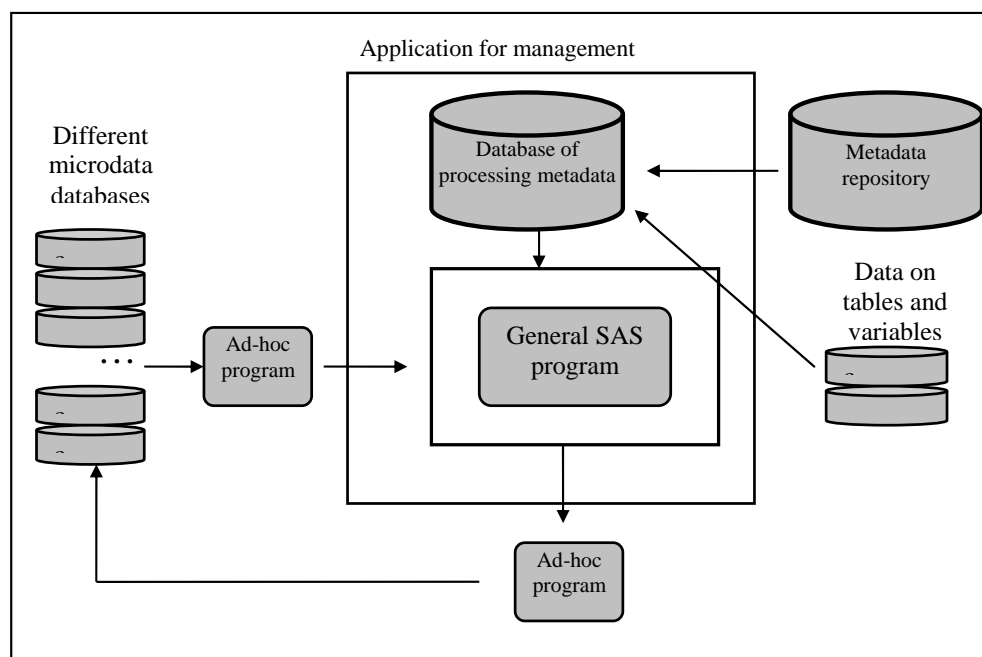 Application for management
Different
microdata
databases
Database of
processing metadata
Metadata
repository
Data on
tables and
variables
General SAS
program
...
Ad-hoc
program
Ad-hoc
program